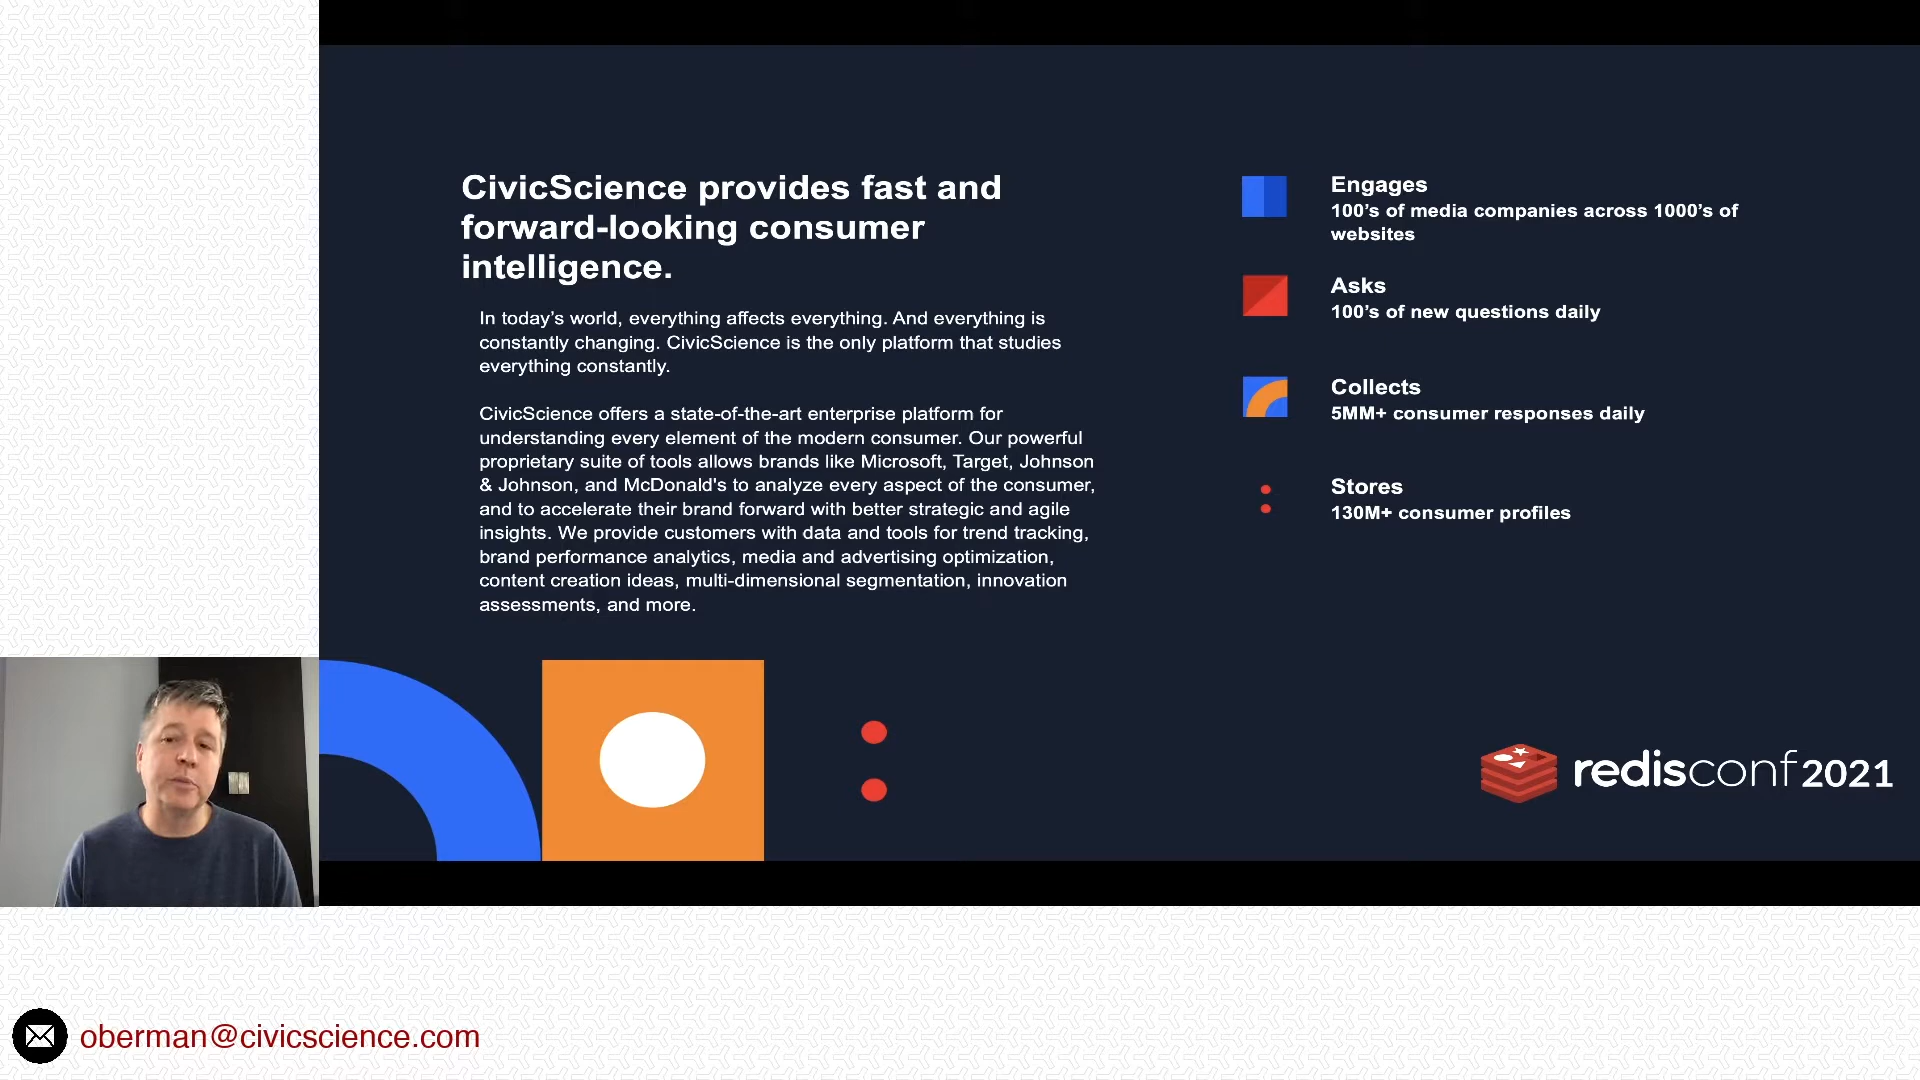 CivicScience provides fast and
forward-looking consumer
intelligence.
In today’s world, everything affects everything. And everything is
constantly changing. CivicScience is the only platform that studies
everything constantly.
CivicScience offers a state-of-the-art enterprise platform for
understanding every element of the modern consumer. Our powerful
proprietary suite of tools allows brands like Microsoft, Target, Johnson
& Johnson, and McDonald's to analyze every aspect of the consumer,
and to accelerate their brand forward with better strategic and agile
insights. We provide customers with data and tools for trend tracking,
brand performance analytics, media and advertising optimization,
content creation ideas, multi-dimensional segmentation, innovation
assessments, and more.
Engages
100’s of media companies across 1000’s of
websites
Asks
100’s of new questions daily
Collects
5MM+ consumer responses daily
Stores
130M+ consumer profiles
redisconf 2021
oberman@civicscience.com